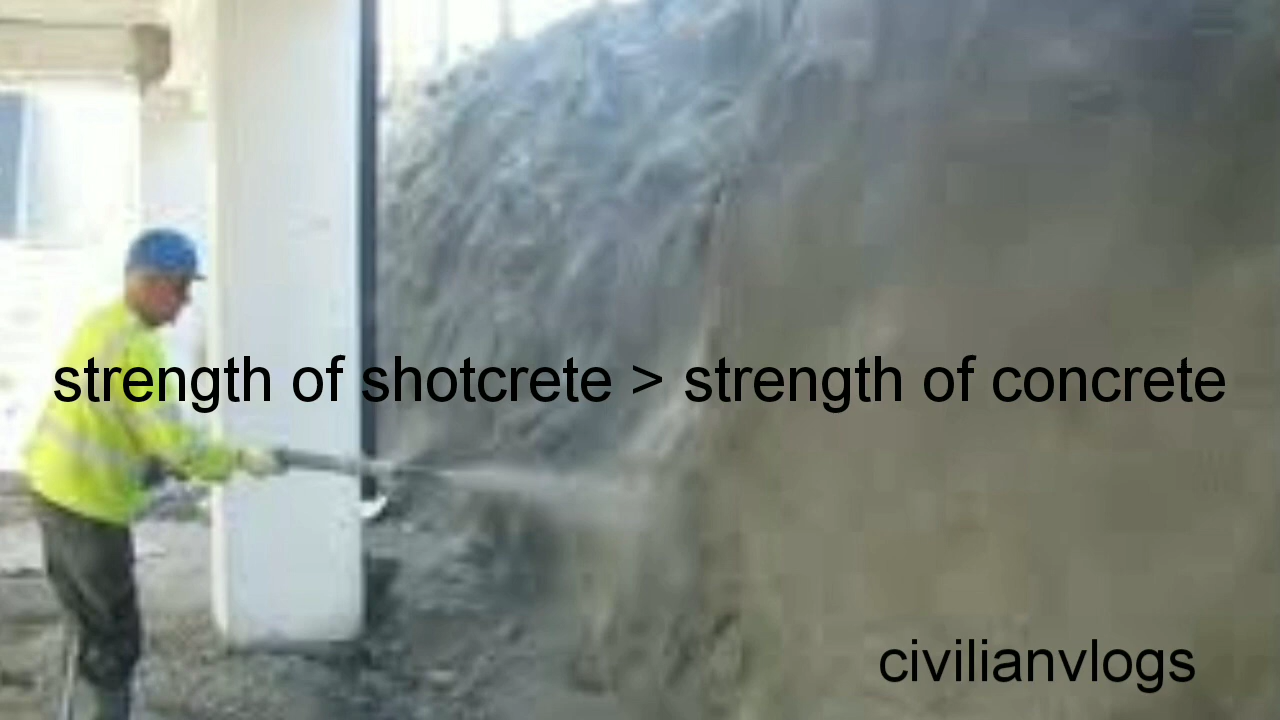 strength of shotcrete > strength of concrete
civilianvlogs